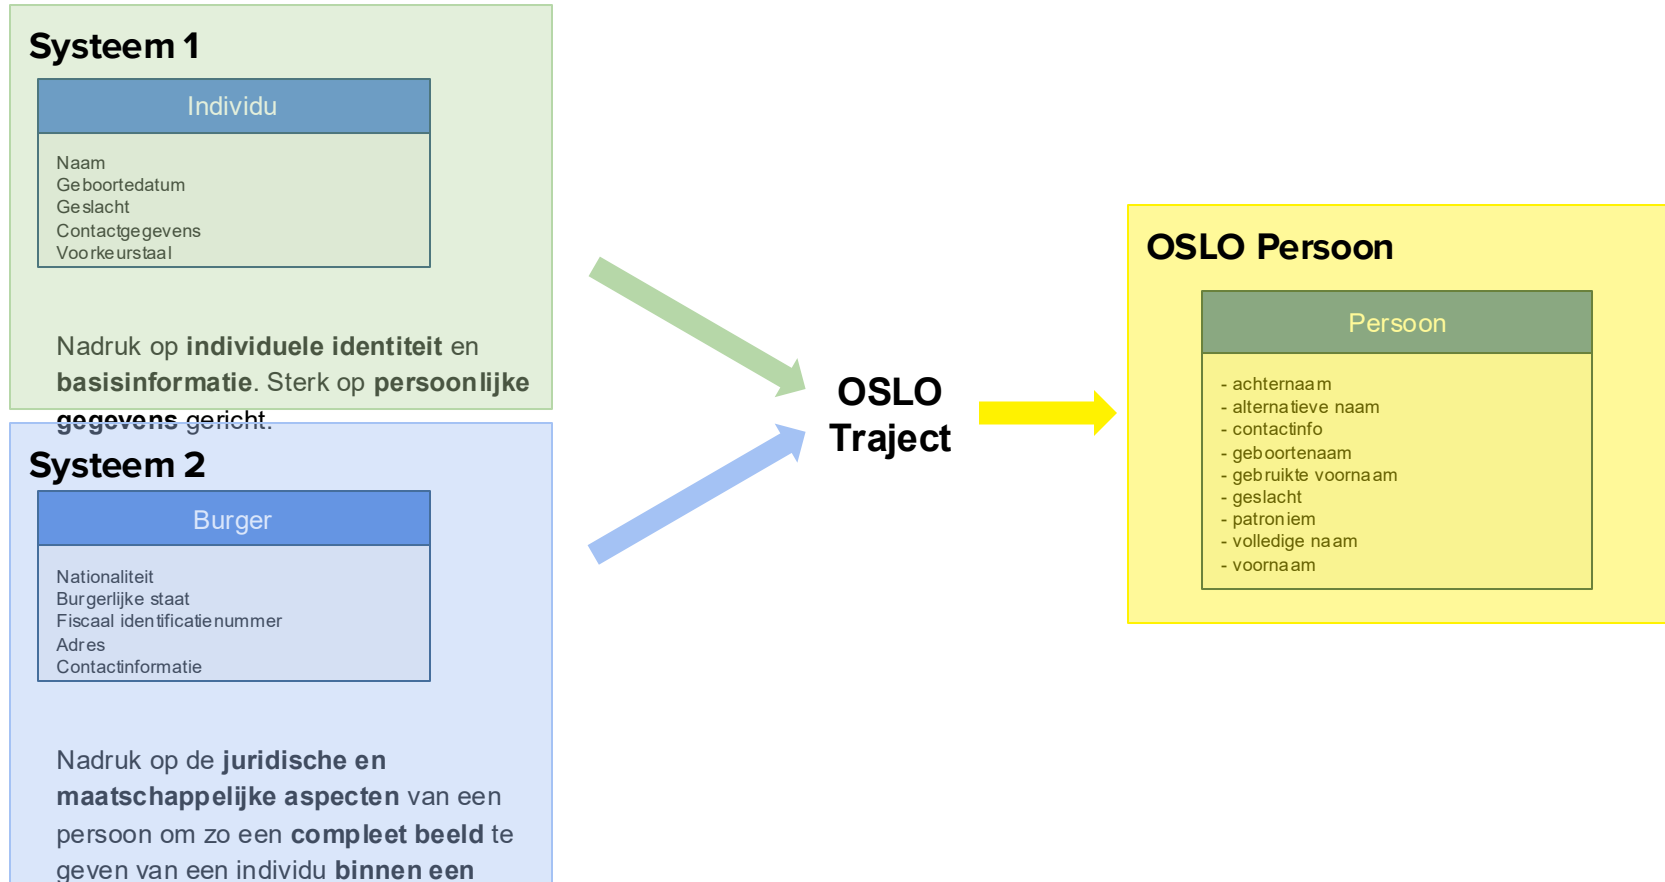 Systeem 1
Individu
Naam
Geboortedatum
Geslacht
Contactgegevens
Voorkeurstaal
Nadruk op individuele identiteit en
basisinformatie. Sterk op persoonlijke
gegevens gericht.
Systeem 2
Burger
Nationaliteit
Burgerlijke staat
Fiscaal identificatienummer
Adres
Contactinformatie
Nadruk op de juridische en
maatschappelijke aspecten van een
persoon om zo een compleet beeld te
geven van een individu binnen een
OSLO
Traject
OSLO Persoon
Persoon
- achternaam
- alternatieve naam
- contactinfo
- geboortenaam
- gebruikte voornaam
- geslacht
- patroniem
- volledige naam
- voornaam